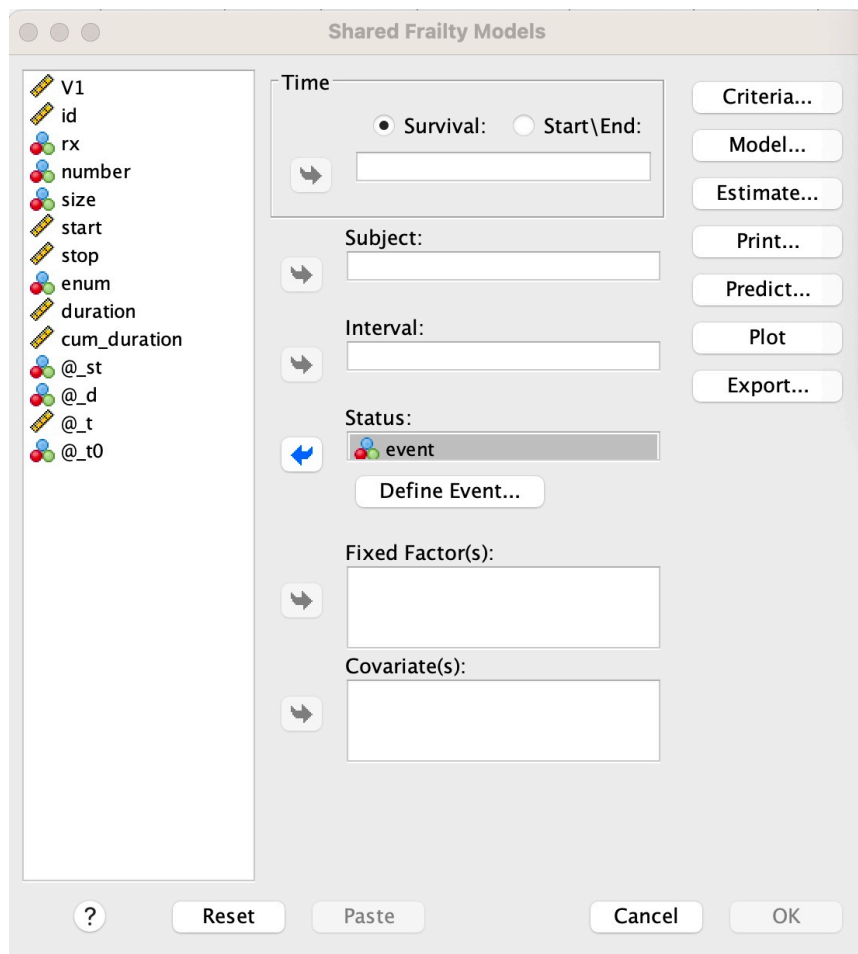 Shared Frailty Models
V1
id
rx
number
size
start
stop
enum
duration
cum_duration
@_st
@_d
@_t
@_t0
Time
Survival:
Start\End:
Subject:
Interval:
Status:
event
Define Event...
Fixed Factor(s):
Covariate(s):
Criteria...
Model...
Estimate...
Print...
Predict...
Plot
Export...
?
Reset
Paste
Cancel
OK